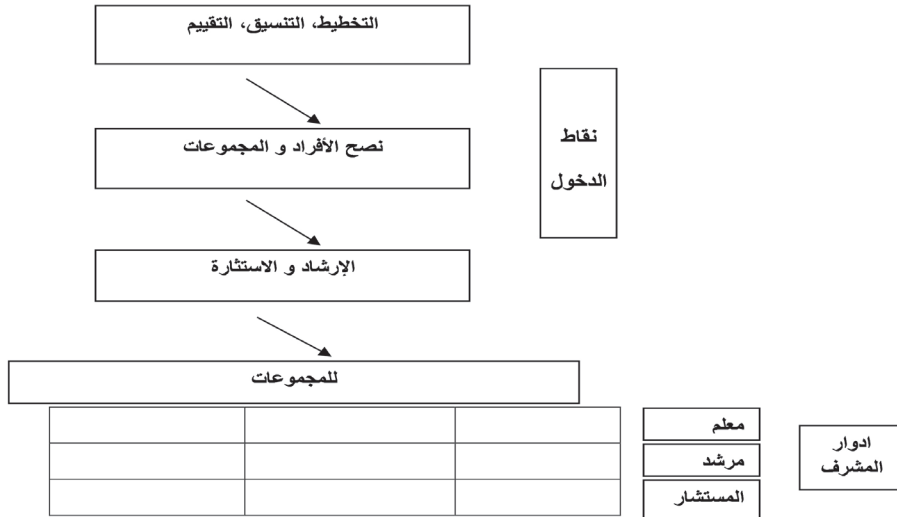 التخطيط، التنسيق، التقييم
نقاط
الدخول
نصح الأفراد و المجموعات
الإرشاد و الاستثارة
للمجموعات
معلم
مرشد
المستشار
ادوار
المشرف